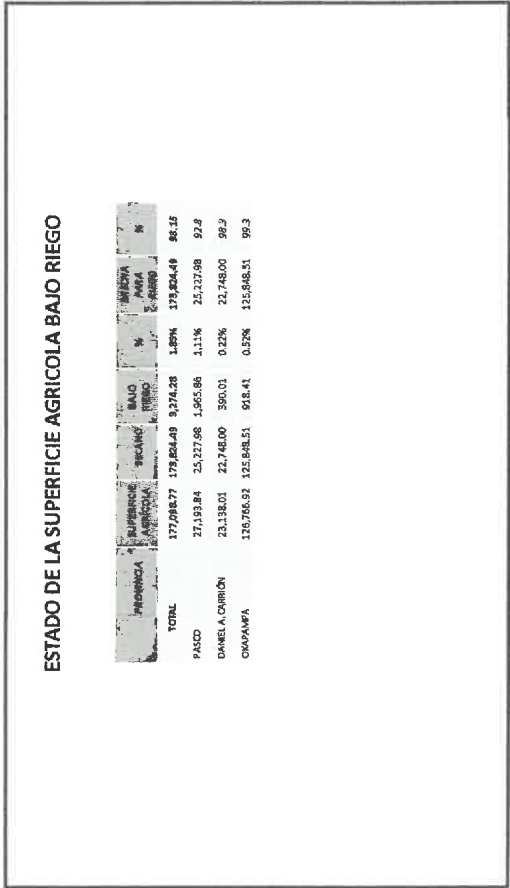 ESTADO DE LA SUPERFICIE AGRICOLA BAJO RIEGO
PROVINCIA SUPERFICIE AGRÍCOLA SECANO BAJO RIEGO % BRECHA PARA RIEGO %
TOTAL 177,098.77 173,824.49 3,274.28 1.85% 173,824.49 98.15
PASCO 27,193.84 25,227.98 1,965.86 1.11% 25,227.98 92.8
DANIEL A. CARRIÓN 23,138.01 22,748.00 390.01 0.22% 22,748.00 98.3
OXAPAMPA 126,766.92 125,848.51 918.41 0.52% 125,848.51 99.3